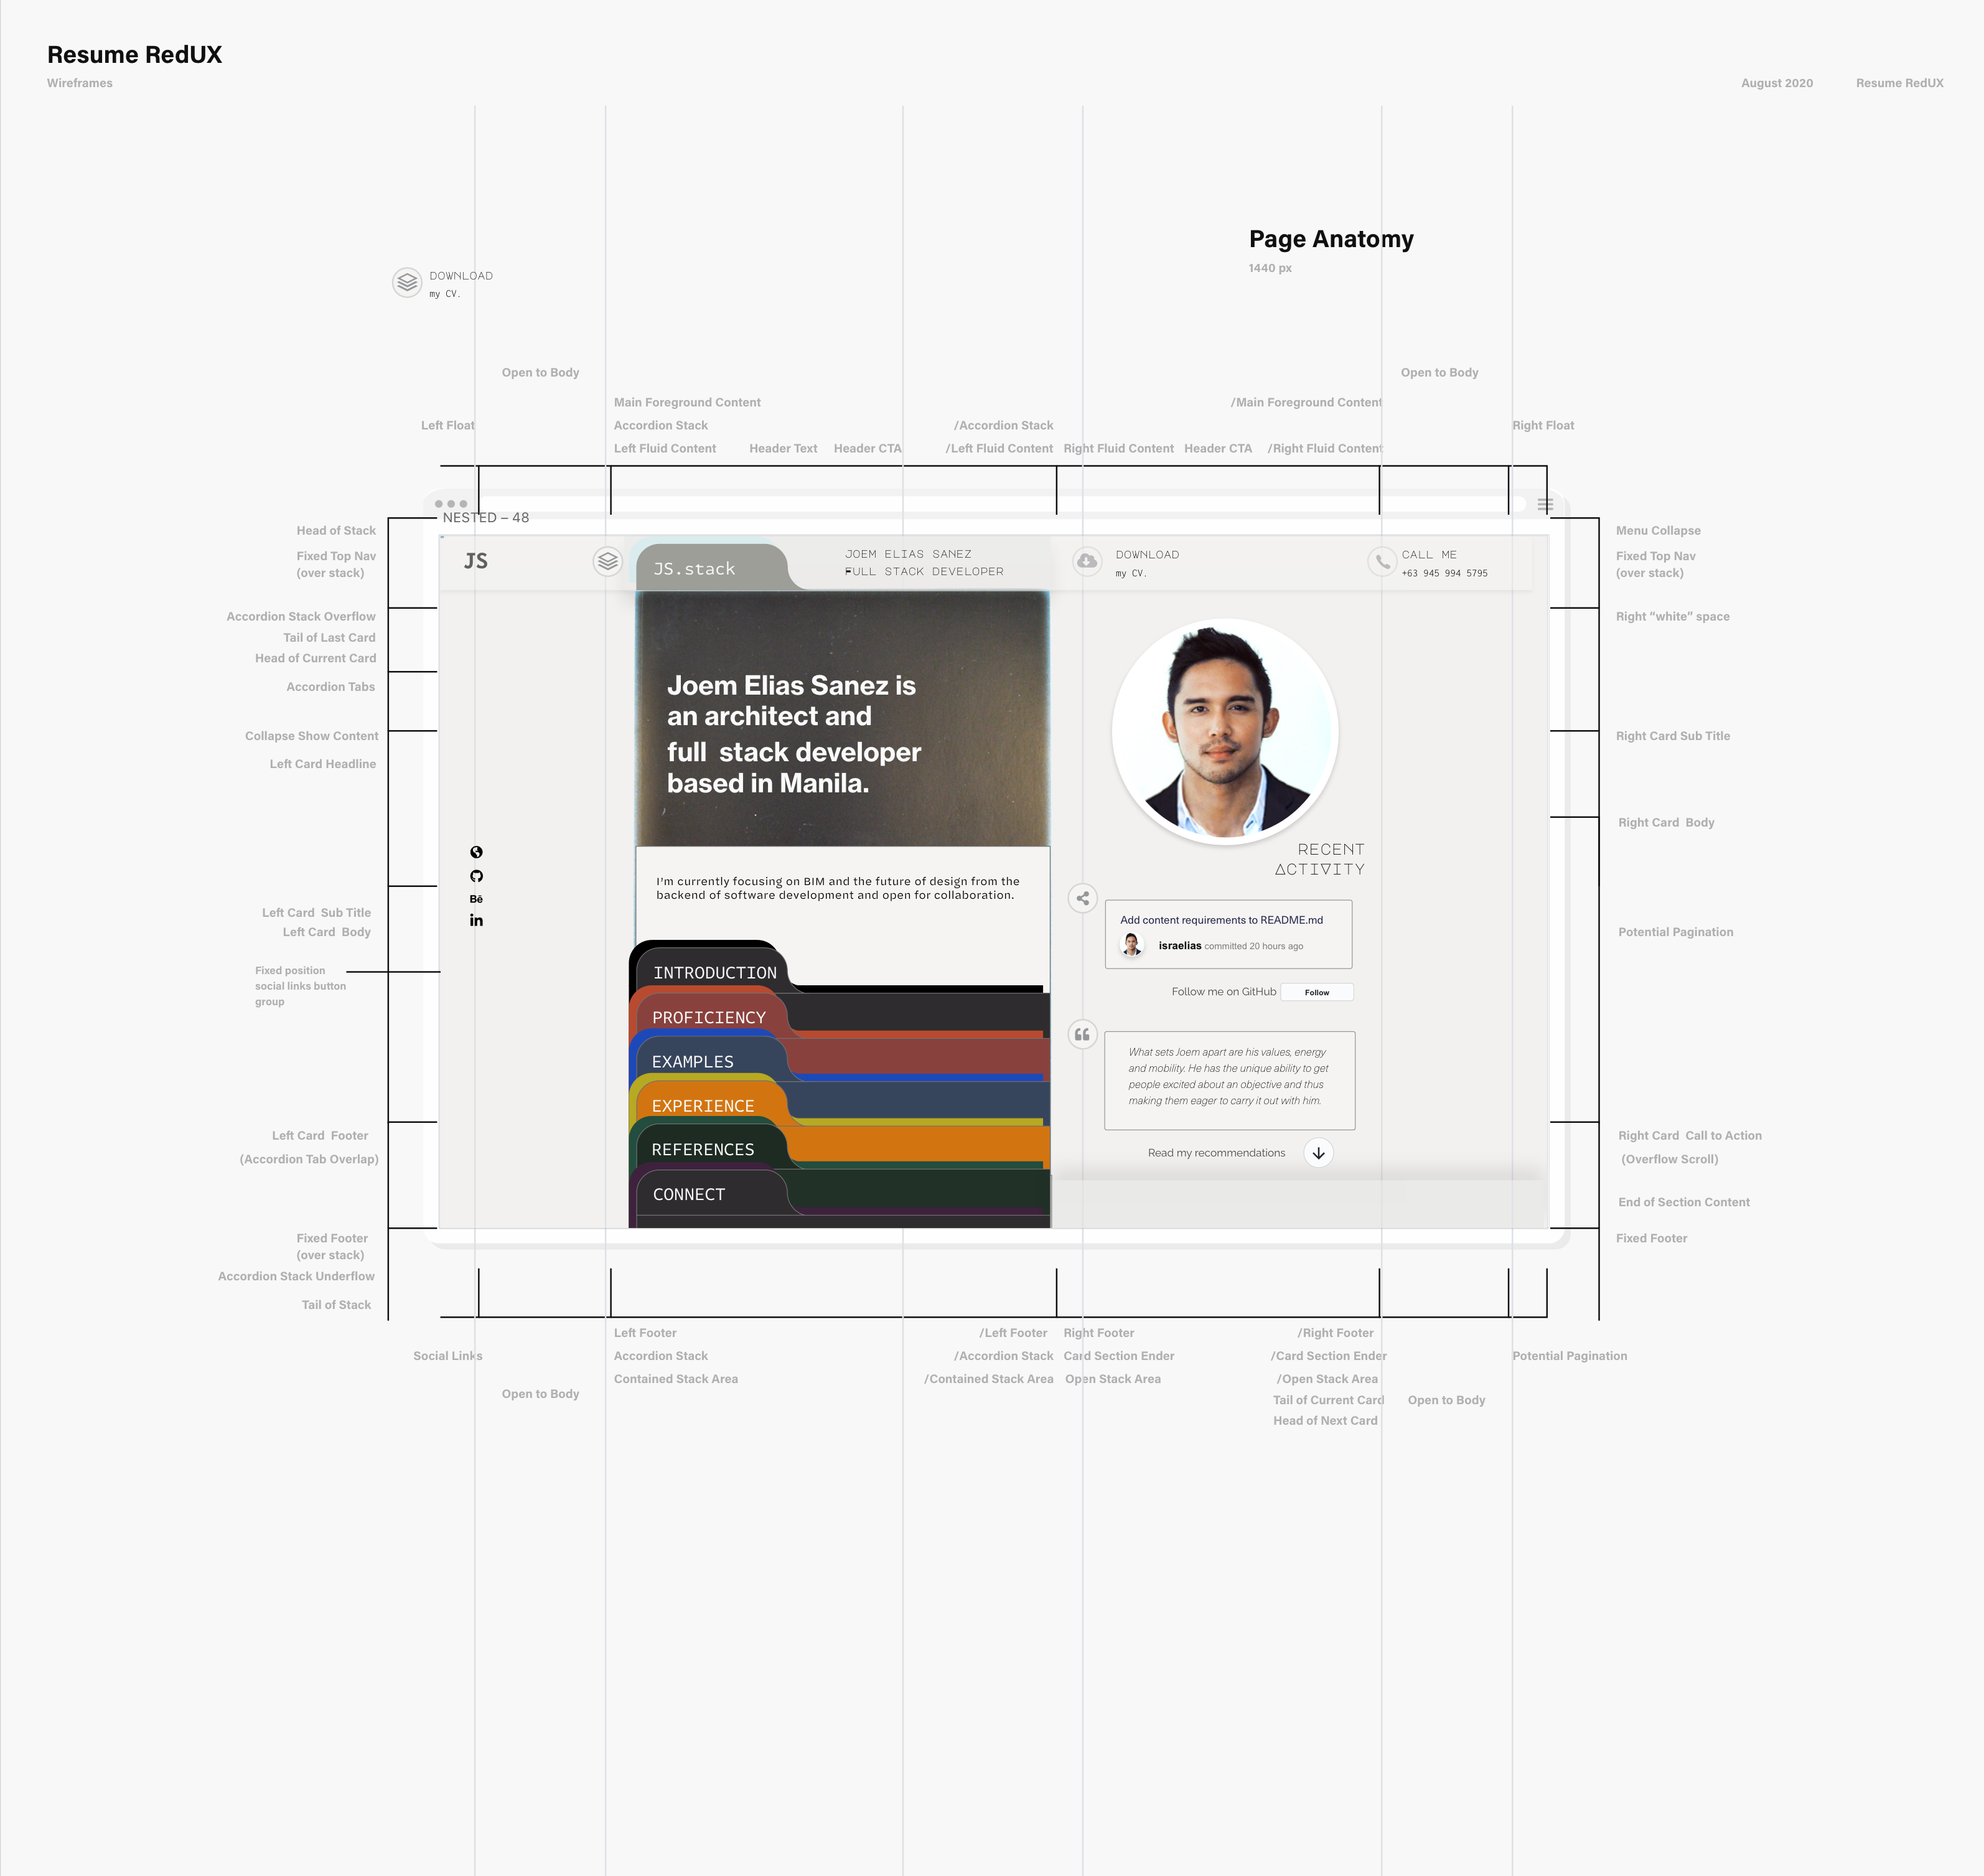 Resume RedUX
Wireframes
August 2020
Resume RedUX
Page Anatomy
1440 px
DOWNLOAD
my CV.
Open to Body
Open to Body
Main Foreground Content
/Main Foreground Content
Left Float
Accordion Stack
/Accordion Stack
Right Float
Left Fluid Content
Header Text
Header CTA
/Left Fluid Content
Right Fluid Content
Header CTA
/Right Fluid Content
NESTED – 48
Head of Stack
Fixed Top Nav
(over stack)
Accordion Stack Overflow
Tail of Last Card
Head of Current Card
Accordion Tabs
Collapse Show Content
Left Card Headline
Left Card  Sub Title
Left Card  Body
Fixed position
social links button
group
Left Card  Footer
(Accordion Tab Overlap)
Fixed Footer
(over stack)
Accordion Stack Underflow
Tail of Stack
JS
JS.stack
JOEM ELIAS SANEZ
FULL STACK DEVELOPER
DOWNLOAD
my CV.
CALL ME
+63 945 994 5795
Joem Elias Sanez is
an architect and
full  stack developer
based in Manila.
Bē
in
I'm currently focusing on BIM and the future of design from the
backend of software development and open for collaboration.
INTRODUCTION
PROFICIENCY
EXAMPLES
EXPERIENCE
REFERENCES
CONNECT
RECENT
ACTIVITY
Add content requirements to README.md
israelias committed 20 hours ago
Follow me on GitHub
Follow
What sets Joem apart are his values, energy
and mobility. He has the unique ability to get
people excited about an objective and thus
making them eager to carry it out with him.
Read my recommendations
Menu Collapse
Fixed Top Nav
(over stack)
Right “white” space
Right Card Sub Title
Right Card  Body
Potential Pagination
Right Card  Call to Action
(Overflow Scroll)
End of Section Content
Fixed Footer
Left Footer
/Left Footer
Right Footer
/Right Footer
Social Links
Accordion Stack
/Accordion Stack
Card Section Ender
/Card Section Ender
Potential Pagination
Contained Stack Area
/Contained Stack Area
Open Stack Area
/Open Stack Area
Open to Body
Tail of Current Card
Open to Body
Head of Next Card